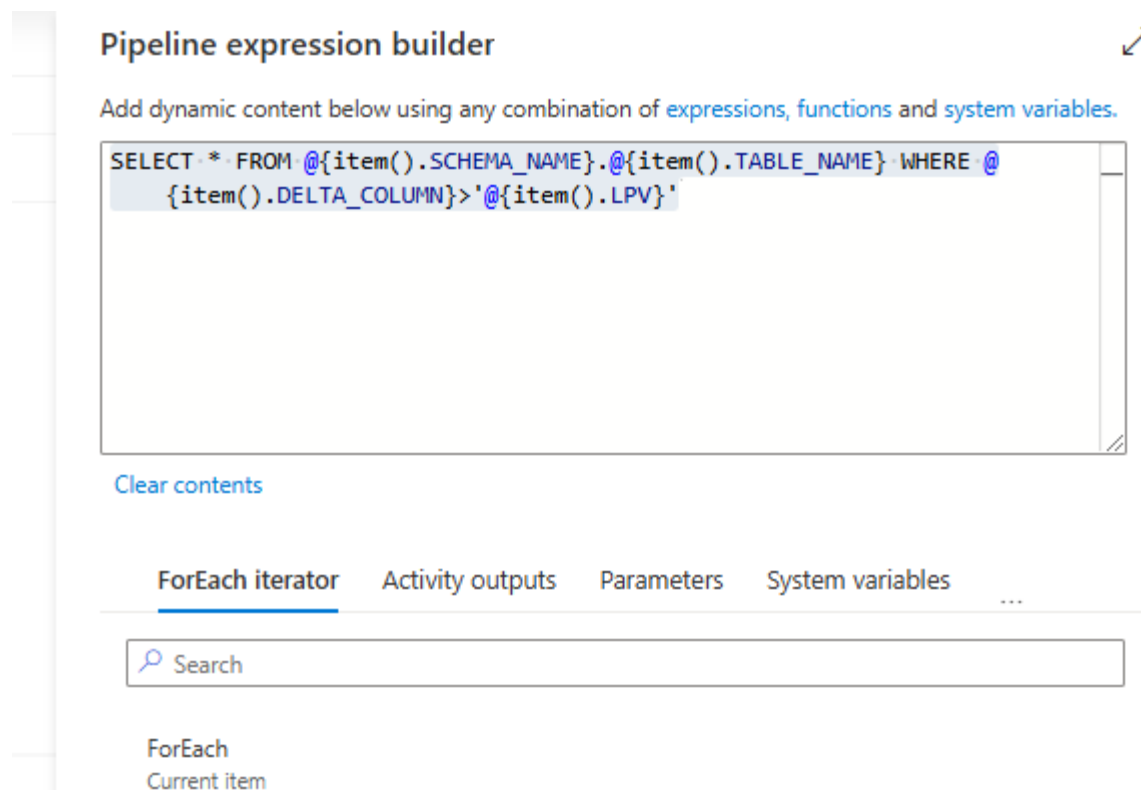 Pipeline expression builder
Add dynamic content below using any combination of expressions, functions and system variables.
SELECT * FROM @{item().SCHEMA_NAME}.@{item().TABLE_NAME} WHERE @
{item().DELTA_COLUMN}>'@{item().LPV}'
Clear contents
ForEach iterator Activity outputs Parameters System variables ...
Search
ForEach
Current item